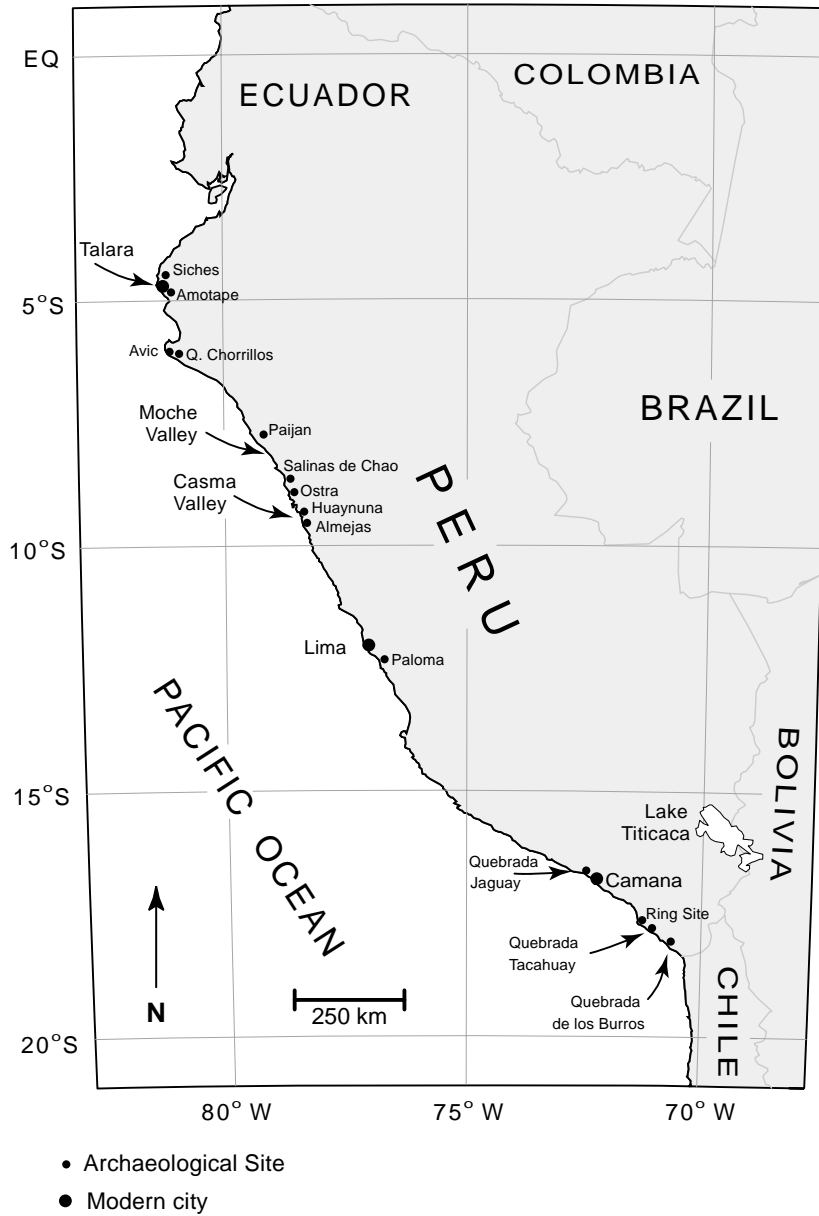 EQ
COLOMBIA
ECUADOR
Talara
Siches
Amotape
5°S
Avic
Q. Chorrillos
BRAZIL
Moche
Valley
Paijan
Salinas de Chao
Casma
Valley
Ostra
Huaynuna
Almejas
PERU
10°S
Lima
Paloma
PACIFIC OCEAN
BOLIVIA
15°S
Lake
Titicaca
Quebrada
Jaguay
Camana
Ring Site
Quebrada
Tacahuay
Quebrada
de los Burros
CHILE
N
250 km
20°S
80° W
75° W
70° W
Archaeological Site
Modern city